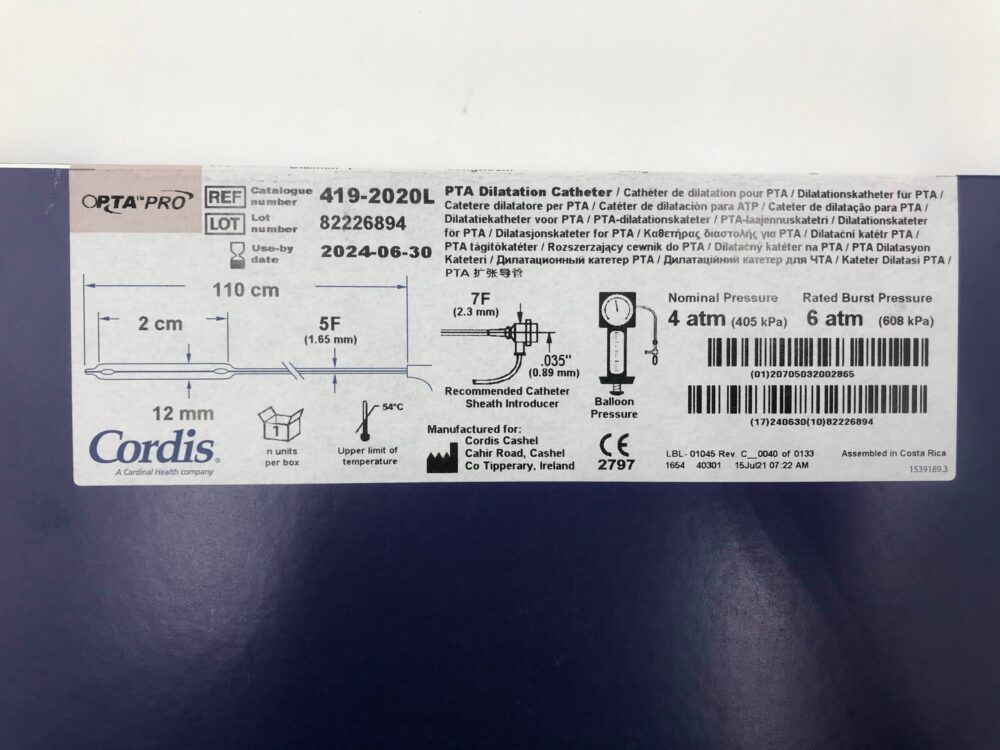 OPTA™ PRO
REF Catalogue number 419-2020L
LOT Lot number 82226894
Use-by date 2024-06-30
PTA Dilatation Catheter / Cathéter de dilatation pour PTA / Dilatationskatheter für PTA /
Catetere dilatatore per PTA / Catéter de dilatación para ATP / Cateter de dilatação para PTA /
Dilatatiekatheter voor PTA / PTA-dilatationskateter / PTA-laajennuskatetri / Dilatationskateter
för PTA / Dilatasjonskateter for PTA / Καθετήρας διαστολής για PTA / Dilatační katétr PTA /
PTA tágítókatéter / Rozszerzający cewnik do PTA / Dilatačný katéter na PTA / PTA Dilatasyon
Kateteri / Дилатационный катетер PTA / Дилатаційний катетер для ЧТА / Kateter Dilatasi PTA /
PTA 扩张导管
110 cm
2 cm
5F
(1.65 mm)
12 mm
7F
(2.3 mm)
.035"
(0.89 mm)
Recommended Catheter
Sheath Introducer
Balloon
Pressure
Nominal Pressure
4 atm (405 kPa)
Rated Burst Pressure
6 atm (608 kPa)
(01)20705032002865
(17)240630(10)82226894
Cordis®
A Cardinal Health company
1
n units
per box
54°C
Upper limit of
temperature
Manufactured for:
Cordis Cashel
Cahir Road, Cashel
Co Tipperary, Ireland
CE
2797
LBL-01045 Rev. C__0040 of 0133
1654 40301 15Jul21 07:22 AM
Assembled in Costa Rica
1539189.3